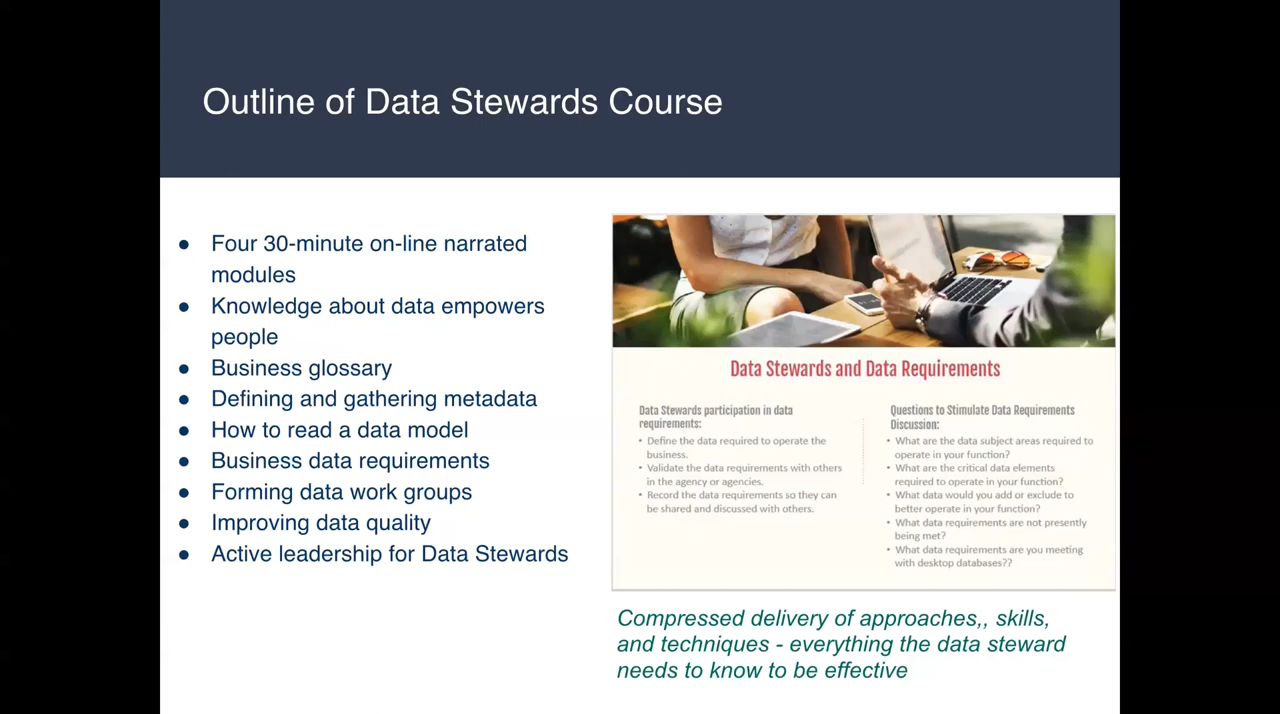 Outline of Data Stewards Course
● Four 30-minute on-line narrated
modules
● Knowledge about data empowers
people
● Business glossary
● Defining and gathering metadata
● How to read a data model
● Business data requirements
● Forming data work groups
● Improving data quality
● Active leadership for Data Stewards
Data Stewards and Data Requirements
Data Stewards participation in data
requirements:
• Define the data required to operate the
business.
• Validate the data requirements with others
in the agency or agencies.
• Record the data requirements so they can
be shared and discussed with others.
Questions to Stimulate Data Requirements
Discussion:
• What are the data subject areas required to
operate in your function?
• What are the critical data elements
required to operate in your function?
• What data would you add or exclude to
better operate in your function?
• What data requirements are not presently
being met?
• What data requirements are you meeting
with desktop databases??
Compressed delivery of approaches,, skills,
and techniques - everything the data steward
needs to know to be effective